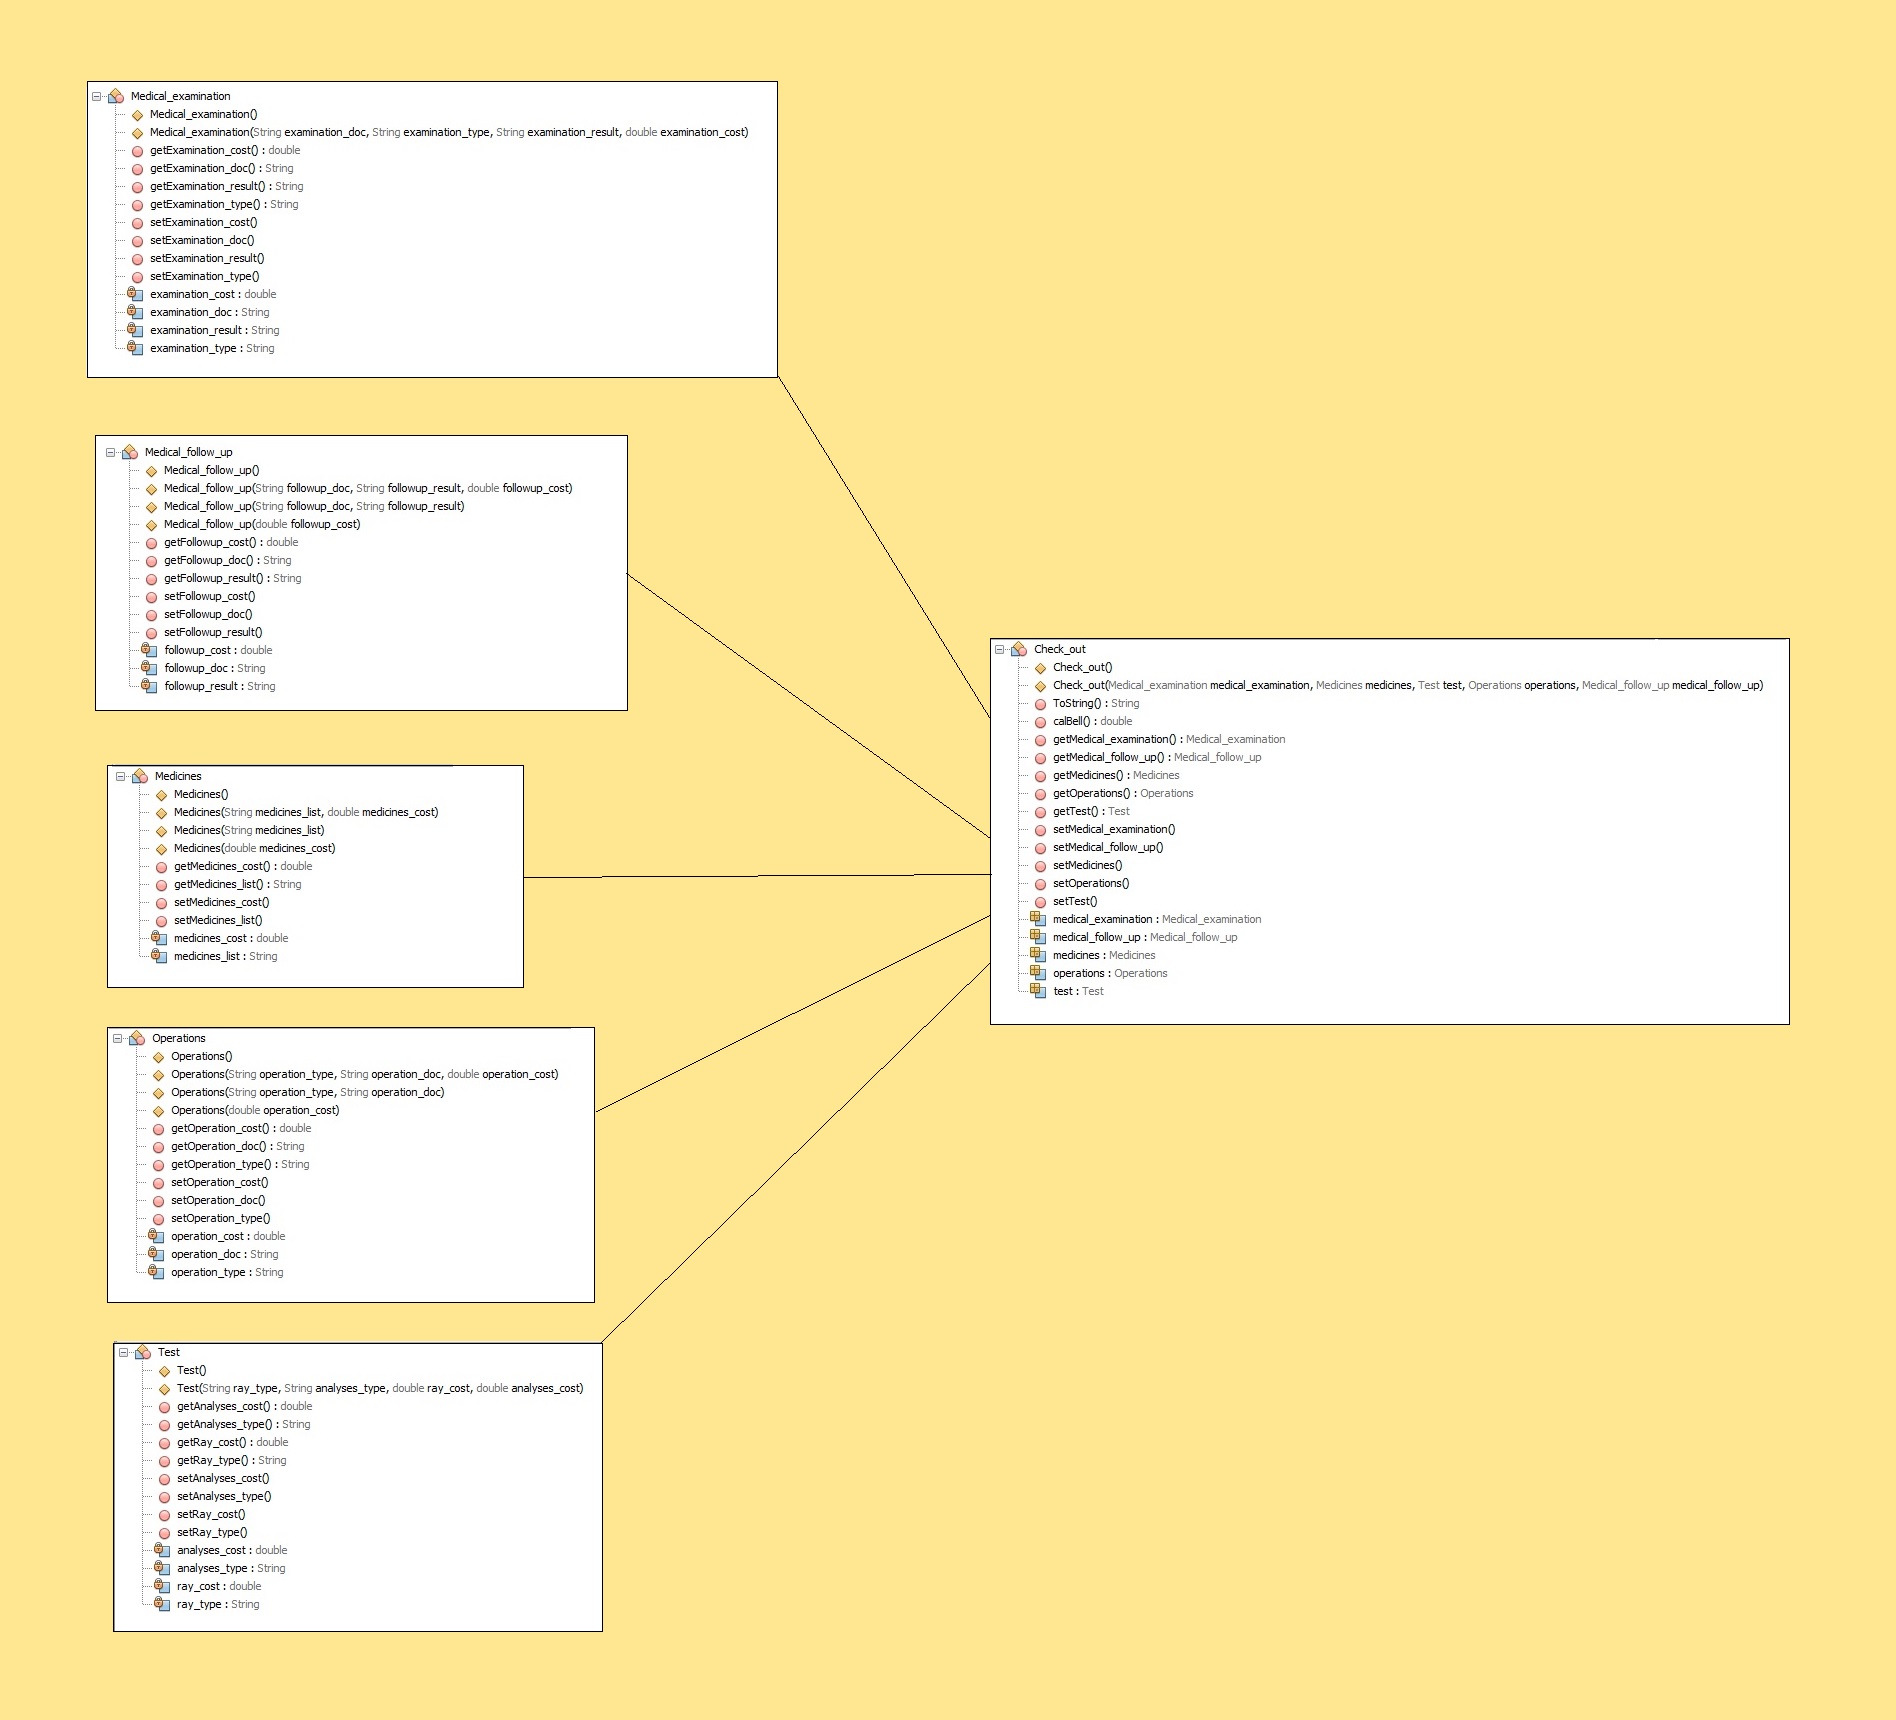 Medical_examination
Medical_examination()
Medical_examination(String examination_doc, String examination_type, String examination_result, double examination_cost)
getExamination_cost() : double
getExamination_doc() : String
getExamination_result() : String
getExamination_type() : String
setExamination_cost()
setExamination_doc()
setExamination_result()
setExamination_type()
examination_cost : double
examination_doc : String
examination_result : String
examination_type : String
Medical_follow_up
Medical_follow_up()
Medical_follow_up(String followup_doc, String followup_result, double followup_cost)
Medical_follow_up(String followup_doc, String followup_result)
Medical_follow_up(double followup_cost)
getFollowup_cost() : double
getFollowup_doc() : String
getFollowup_result() : String
setFollowup_cost()
setFollowup_doc()
setFollowup_result()
followup_cost : double
followup_doc : String
followup_result : String
Medicines
Medicines()
Medicines(String medicines_list, double medicines_cost)
Medicines(String medicines_list)
Medicines(double medicines_cost)
getMedicines_cost() : double
getMedicines_list() : String
setMedicines_cost()
setMedicines_list()
medicines_cost : double
medicines_list : String
Operations
Operations()
Operations(String operation_type, String operation_doc, double operation_cost)
Operations(String operation_type, String operation_doc)
Operations(double operation_cost)
getOperation_cost() : double
getOperation_doc() : String
getOperation_type() : String
setOperation_cost()
setOperation_doc()
setOperation_type()
operation_cost : double
operation_doc : String
operation_type : String
Test
Test()
Test(String ray_type, String analyses_type, double ray_cost, double analyses_cost)
getAnalyses_cost() : double
getAnalyses_type() : String
getRay_cost() : double
getRay_type() : String
setAnalyses_cost()
setAnalyses_type()
setRay_cost()
setRay_type()
analyses_cost : double
analyses_type : String
ray_cost : double
ray_type : String
Check_out
Check_out()
Check_out(Medical_examination medical_examination, Medicines medicines, Test test, Operations operations, Medical_follow_up medical_follow_up)
ToString() : String
calBell() : double
getMedical_examination() : Medical_examination
getMedical_follow_up() : Medical_follow_up
getMedicines() : Medicines
getOperations() : Operations
getTest() : Test
setMedical_examination()
setMedical_follow_up()
setMedicines()
setOperations()
setTest()
medical_examination : Medical_examination
medical_follow_up : Medical_follow_up
medicines : Medicines
operations : Operations
test : Test